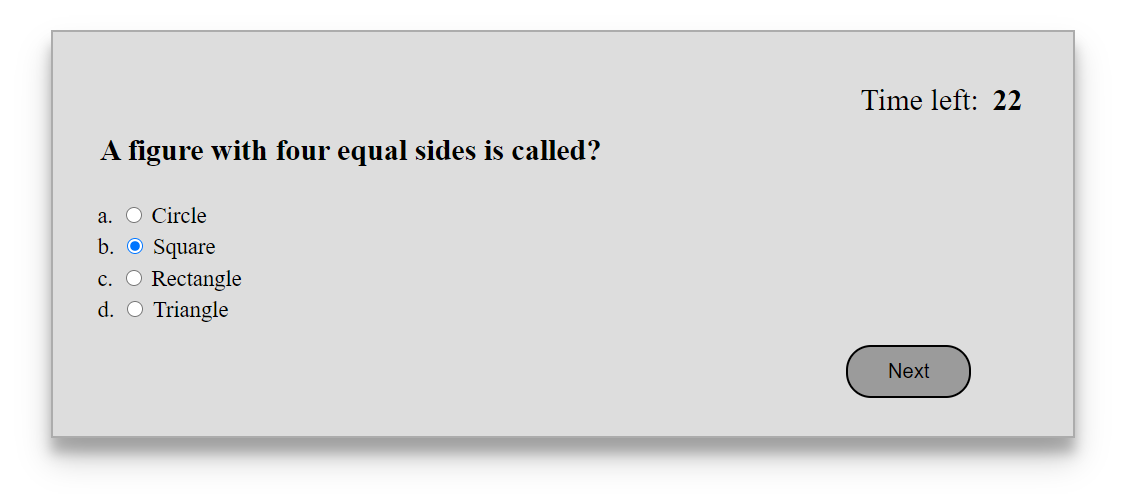 Time left: 22
A figure with four equal sides is called?
a. Circle
b. Square
c. Rectangle
d. Triangle
Next